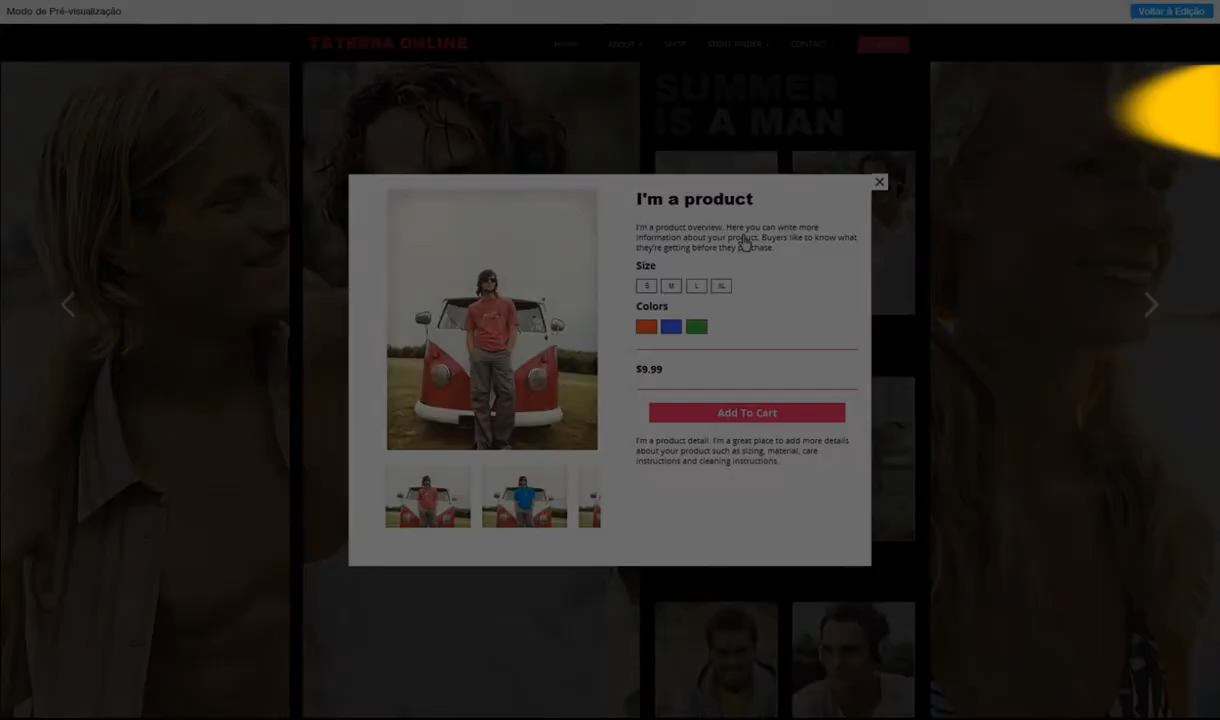 Modo de Pré-visualização
Voltar à Edição
ONLINE
HOME
ABOUT
SHOP
STORE FINDER
CONTACT
SUMMER
IS A MAN
I'm a product
I'm a product overview. Here you can write more
information about your product. Buyers like to know what
they're getting before they purchase.
Size
S M L XL
Colors
$9.99
Add To Cart
I'm a product detail. I'm a great place to add more details
about your product such as sizing, material, care
instructions and cleaning instructions.